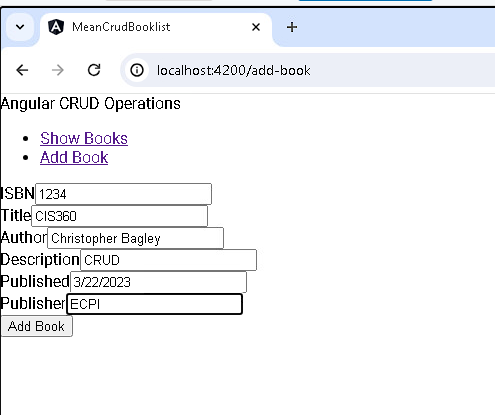 MeanCrudBooklist
localhost:4200/add-book
Angular CRUD Operations
Show Books
Add Book
ISBN 1234
Title CIS360
Author Christopher Bagley
Description CRUD
Published 3/22/2023
Publisher ECPI
Add Book